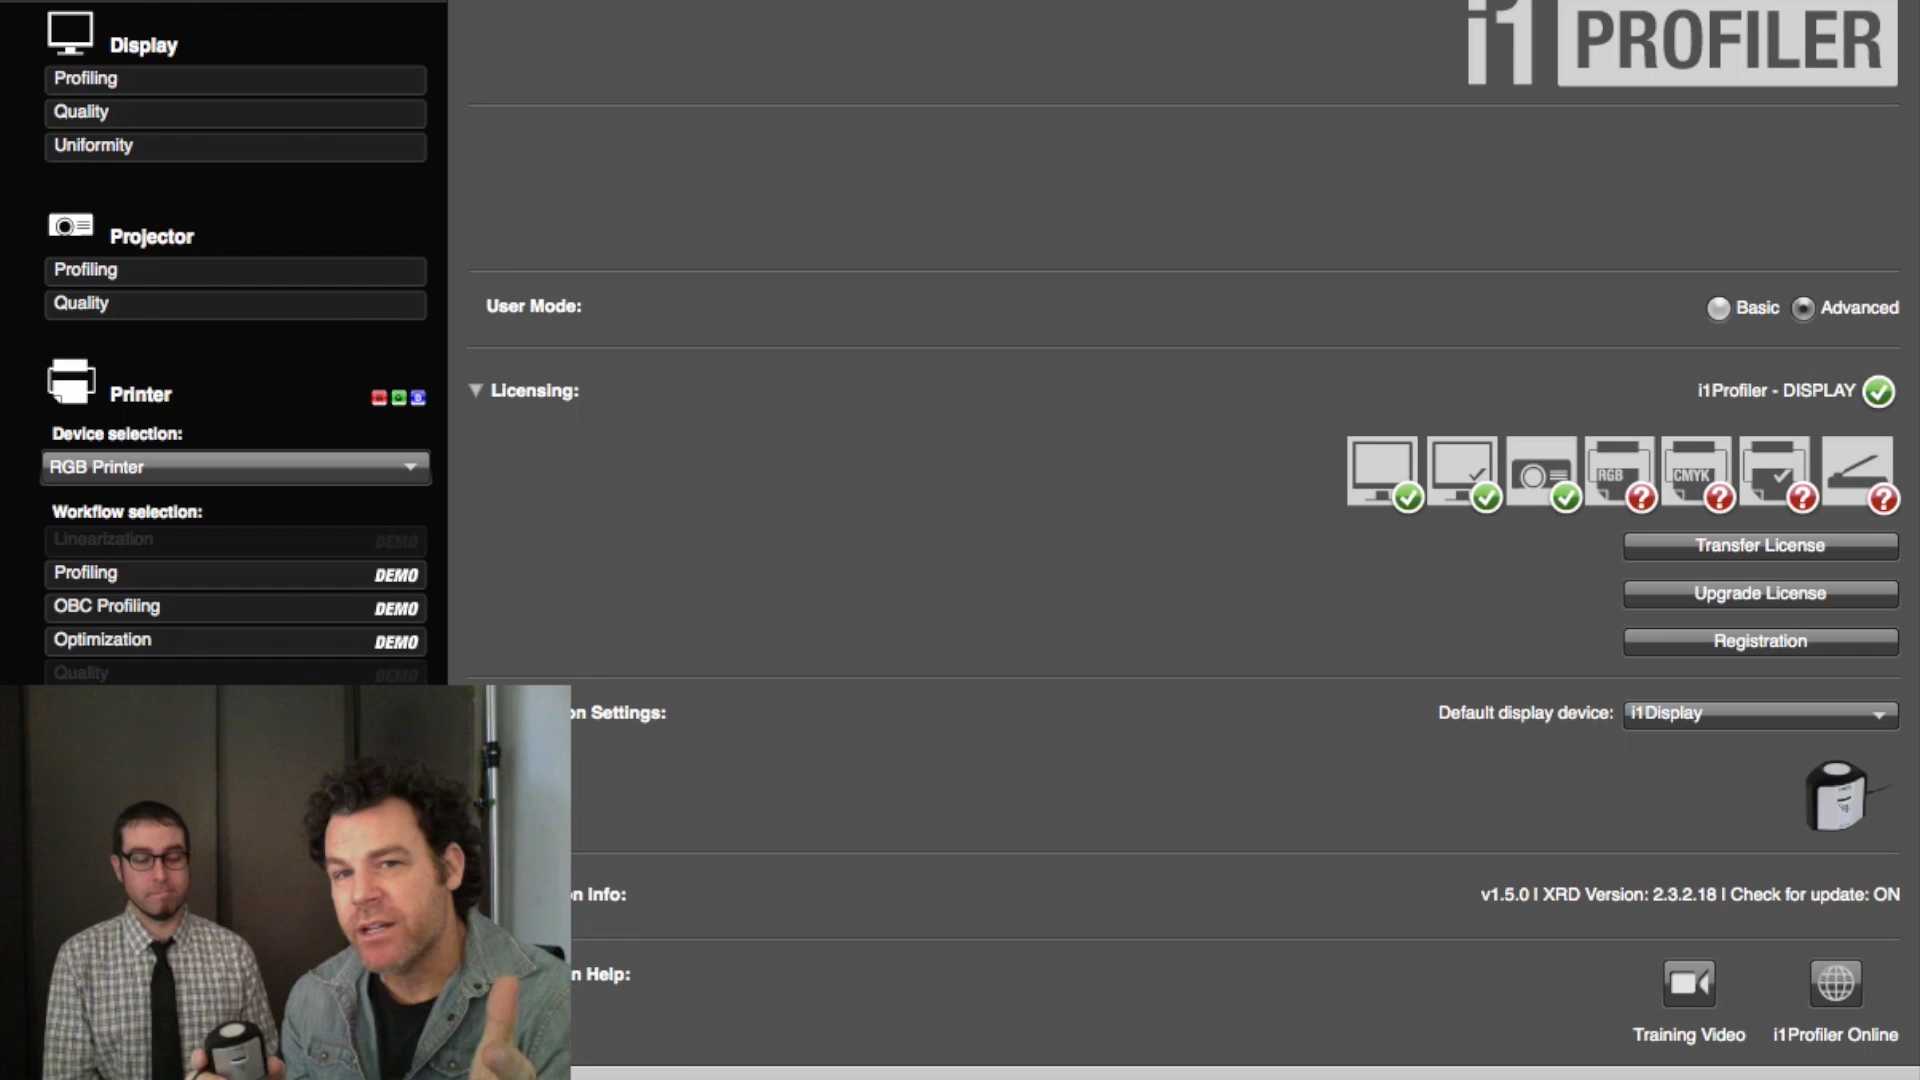 i1 PROFILER
Display
Profiling
Quality
Uniformity
Projector
Profiling
Quality
Printer
Device selection:
RGB Printer
Workflow selection:
Linearization DEMO
Profiling DEMO
OBC Profiling DEMO
Optimization DEMO
Quality DEMO
User Mode:
Basic Advanced
Licensing:
i1Profiler - DISPLAY
RGB CMYK
Transfer License
Upgrade License
Registration
on Settings:
Default display device: i1Display
n Info:
v1.5.0 | XRD Version: 2.3.2.18 | Check for update: ON
n Help:
Training Video i1Profiler Online